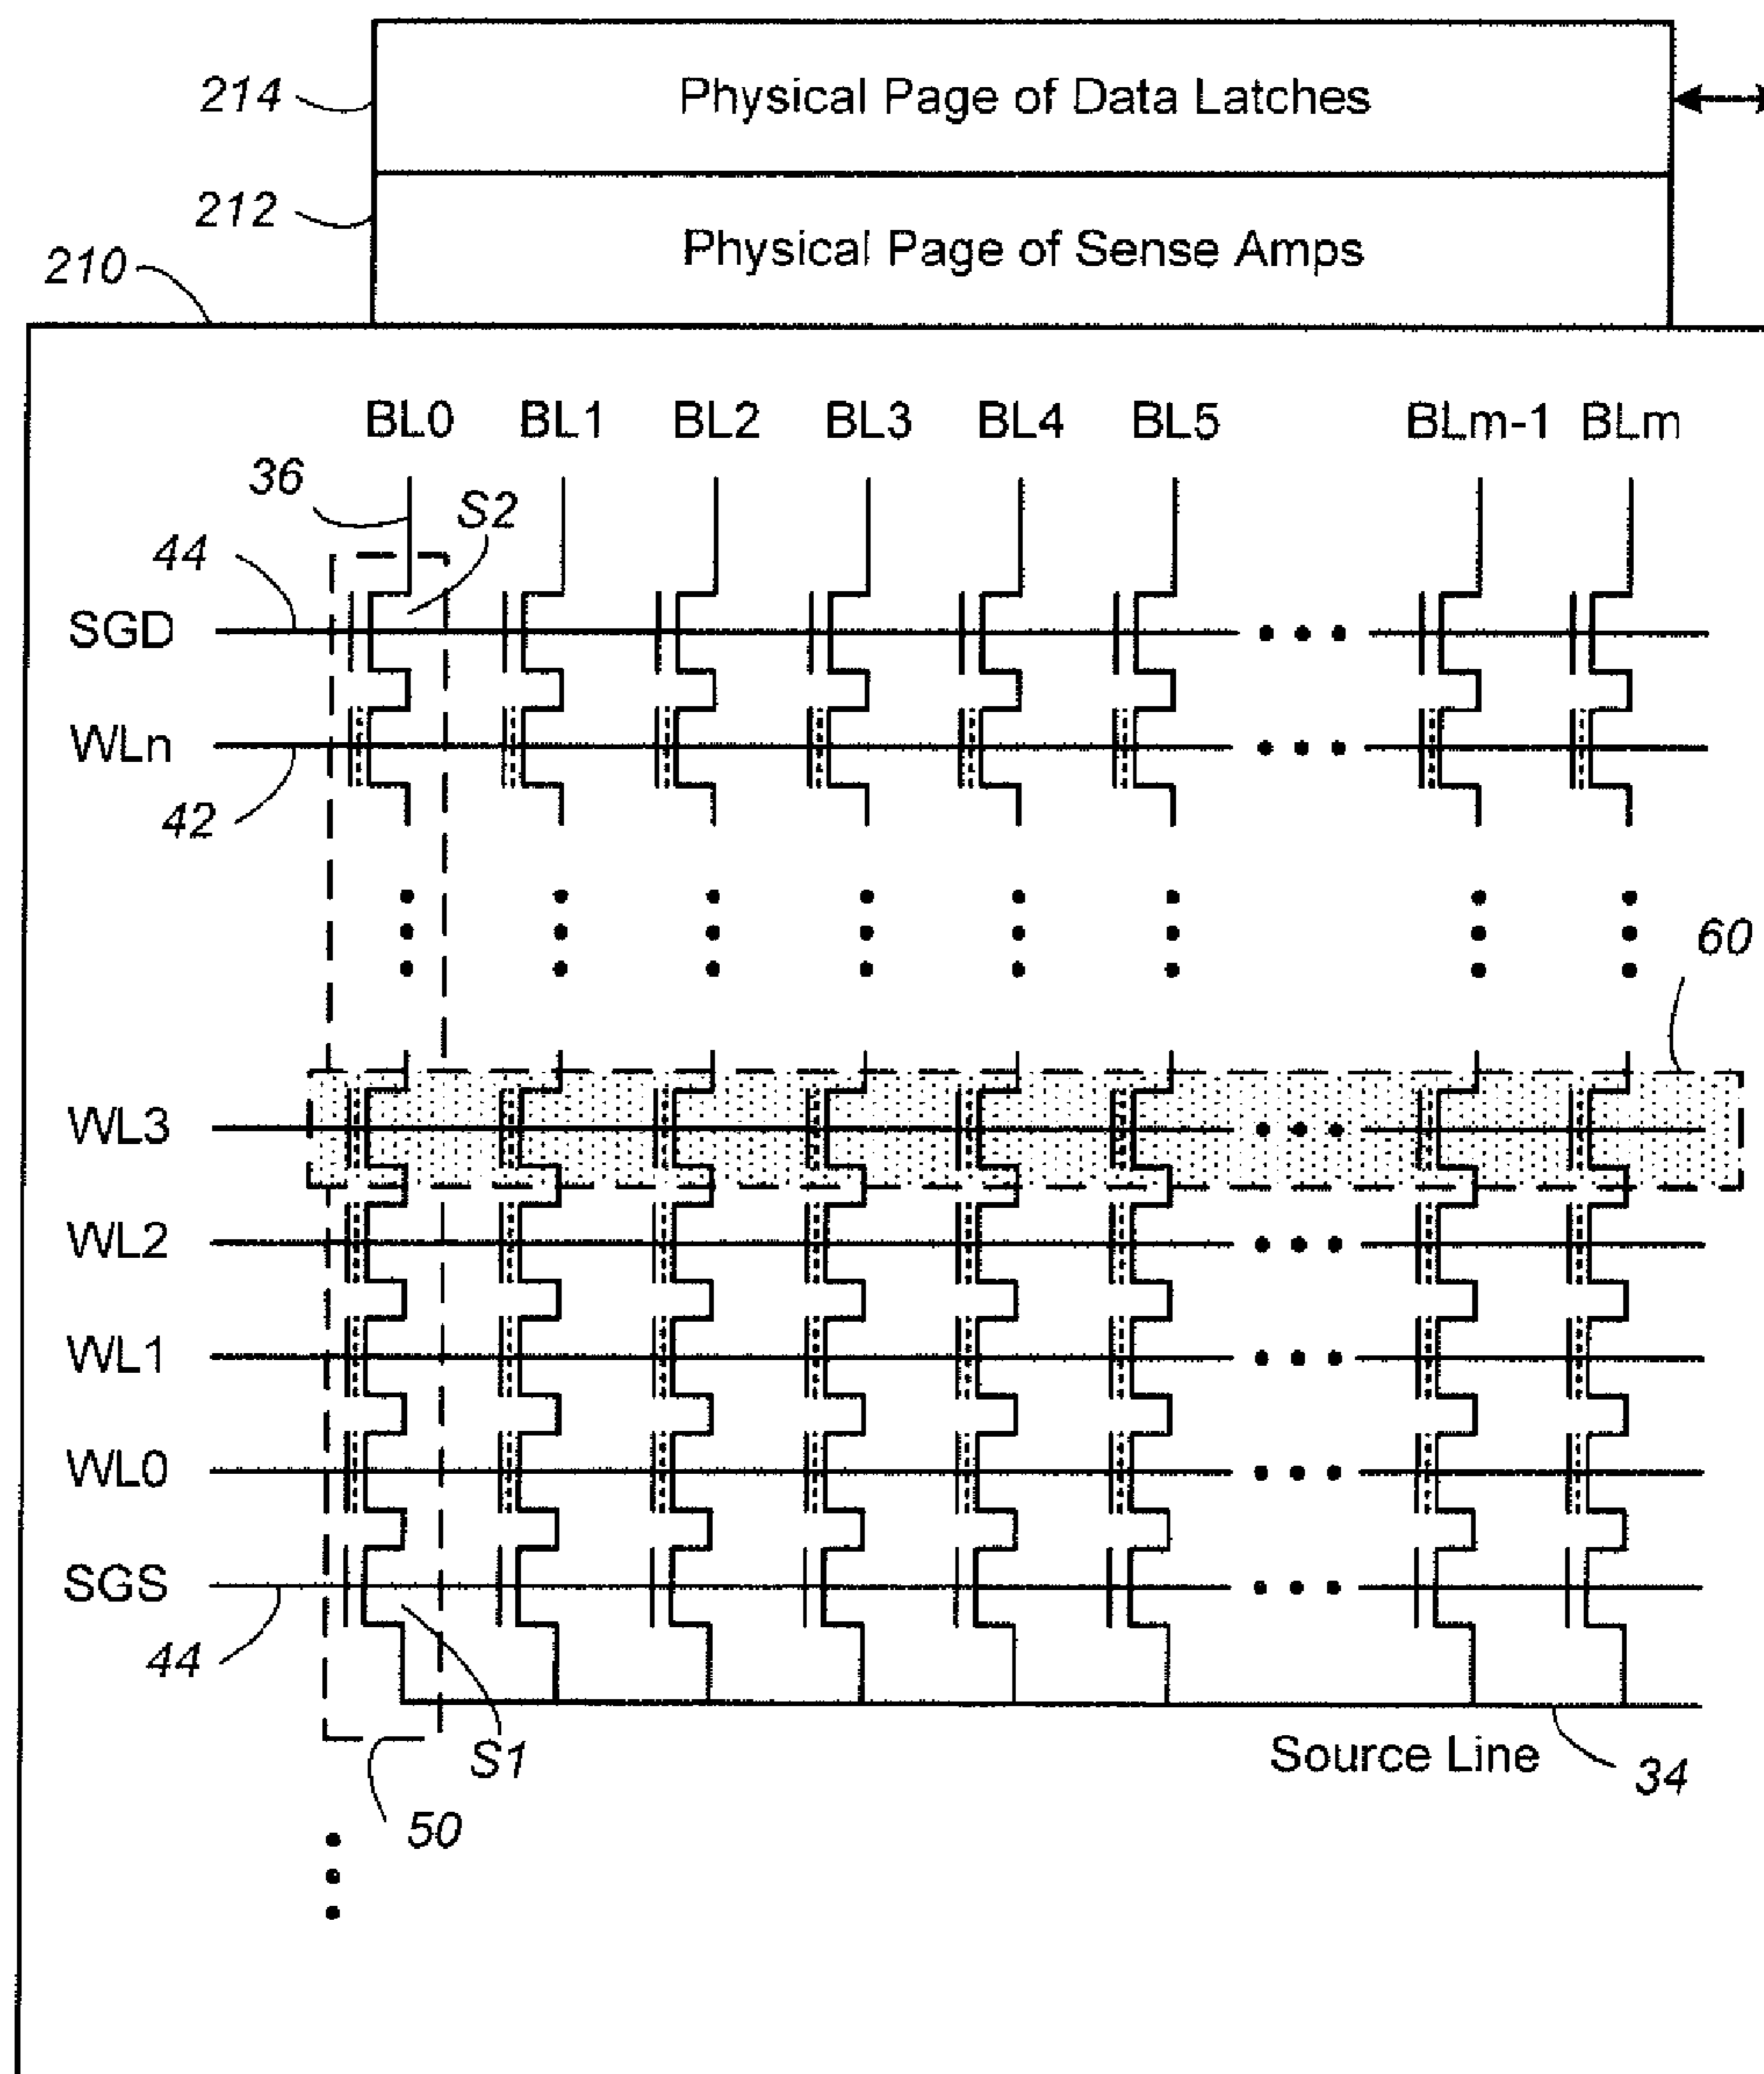 214
Physical Page of Data Latches
212
Physical Page of Sense Amps
210
BL0 BL1 BL2 BL3 BL4 BL5 BLm-1 BLm
36
S2
44
SGD
WLn
42
60
WL3
WL2
WL1
WL0
SGS
44
S1
Source Line
34
50